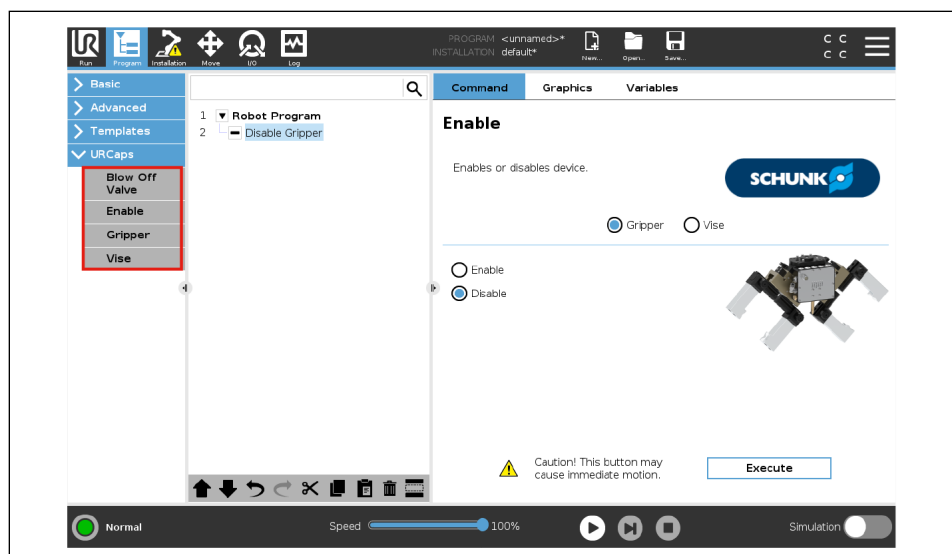 PROGRAM <unnamed>*
INSTALLATION default*
Run
Program
Installation
Move
I/O
Log
New...
Open...
Save...
C C
C C
Basic
Advanced
Templates
URCaps
Blow Off
Valve
Enable
Gripper
Vise
1 Robot Program
2 Disable Gripper
Command
Graphics
Variables
Enable
Enables or disables device.
SCHUNK
Gripper
Vise
Enable
Disable
Caution! This button may
cause immediate motion.
Execute
Normal
Speed
100%
Simulation